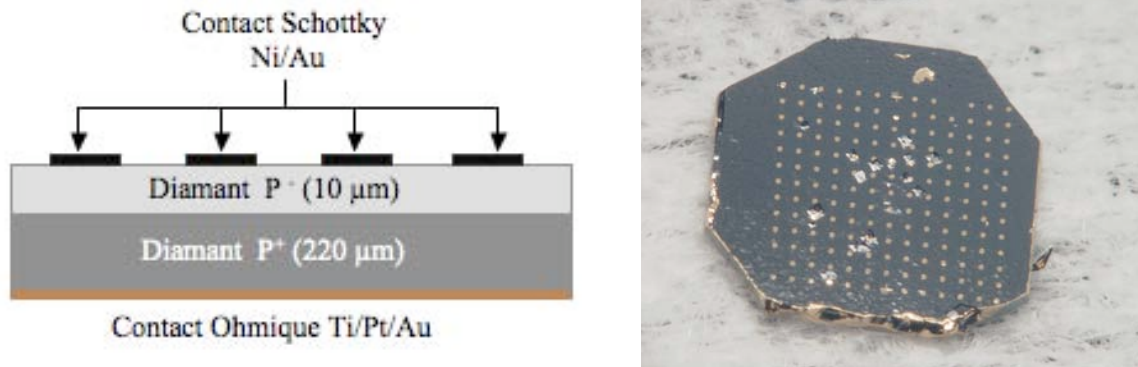 Contact Schottky
Ni/Au
Diamant P⁻ (10 µm)
Diamant P⁺ (220 µm)
Contact Ohmique Ti/Pt/Au